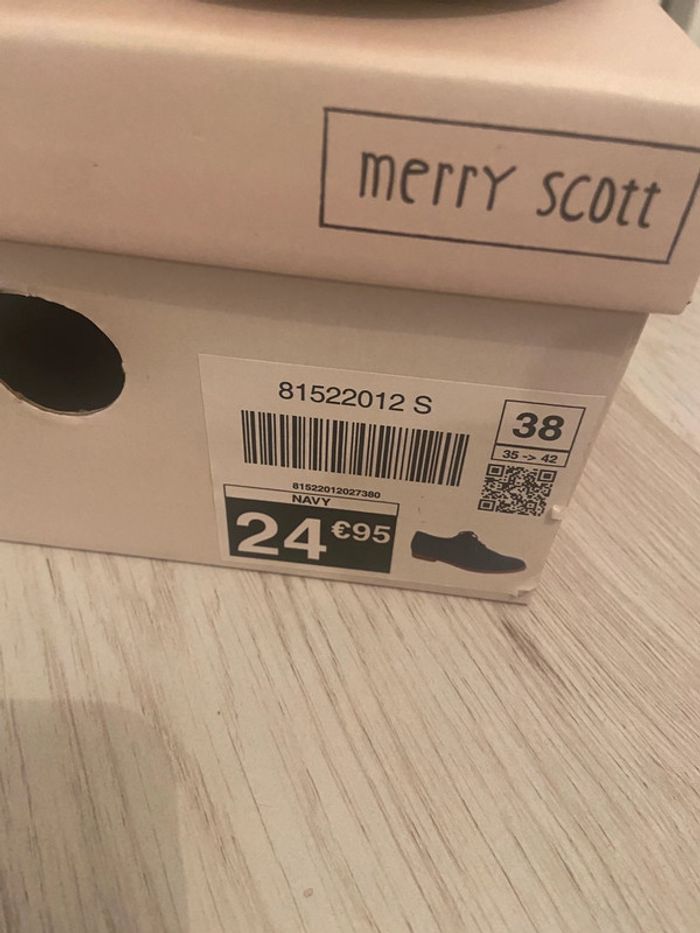 merry scott
81522012 S
38
35 -> 42
81522012027380
NAVY
24 €95